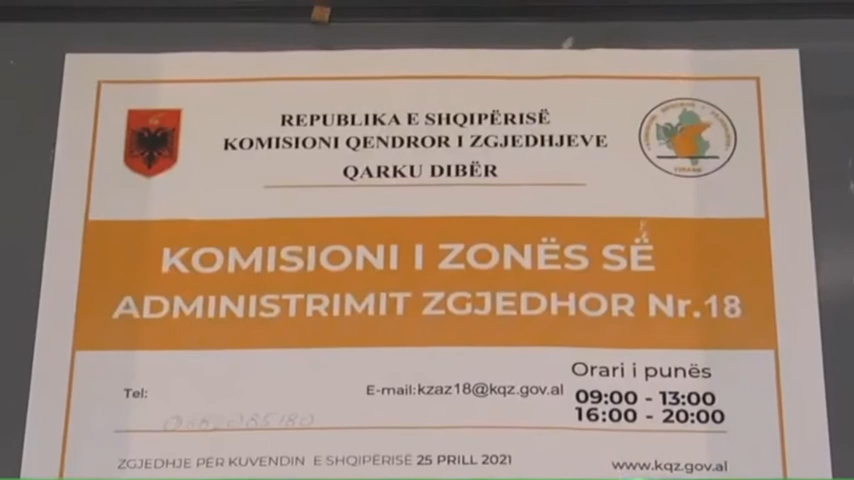 REPUBLIKA E SHQIPËRISË
KOMISIONI QENDROR I ZGJEDHJEVE
QARKU DIBËR
KOMISIONI I ZONËS SË
ADMINISTRIMIT ZGJEDHOR Nr.18
Orari i punës
Tel:
E-mail:kzaz18@kqz.gov.al
09:00 - 13:00
16:00 - 20:00
ZGJEDHJE PËR KUVENDIN E SHQIPËRISË 25 PRILL 2021
www.kqz.gov.al